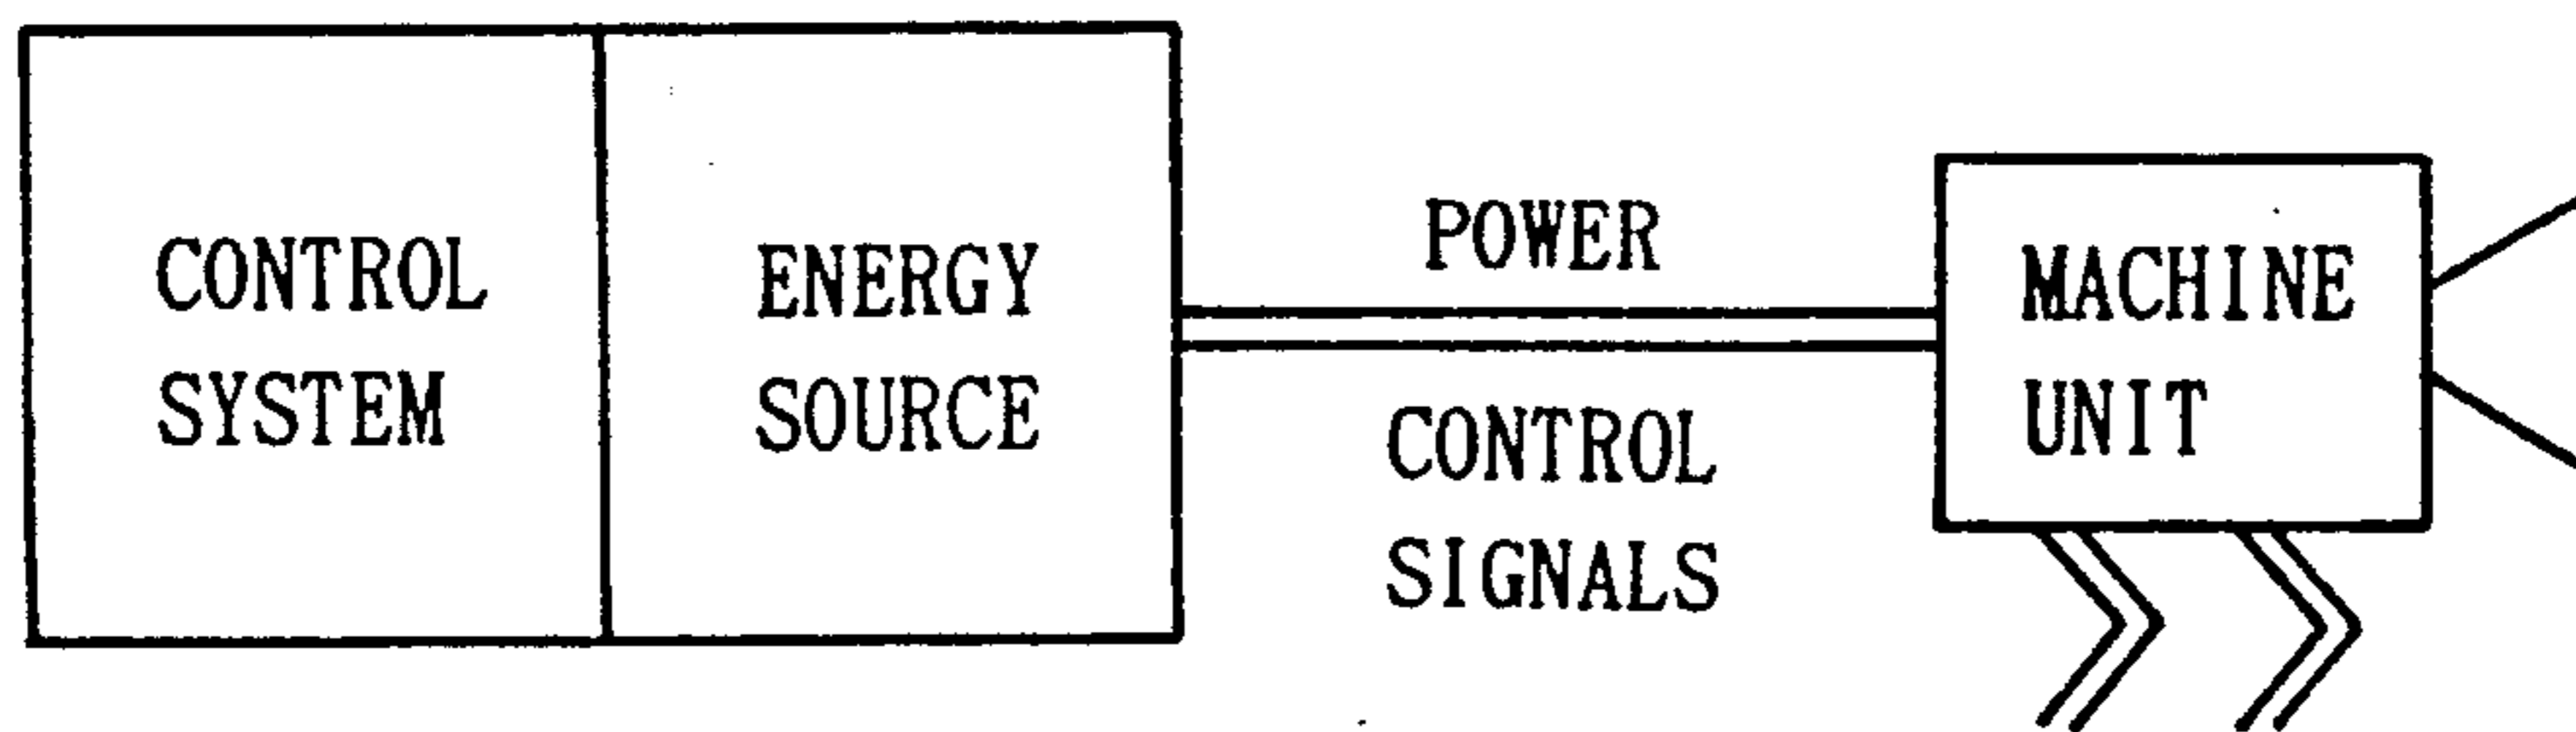 CONTROL
SYSTEM
ENERGY
SOURCE
POWER
CONTROL
SIGNALS
MACHINE
UNIT